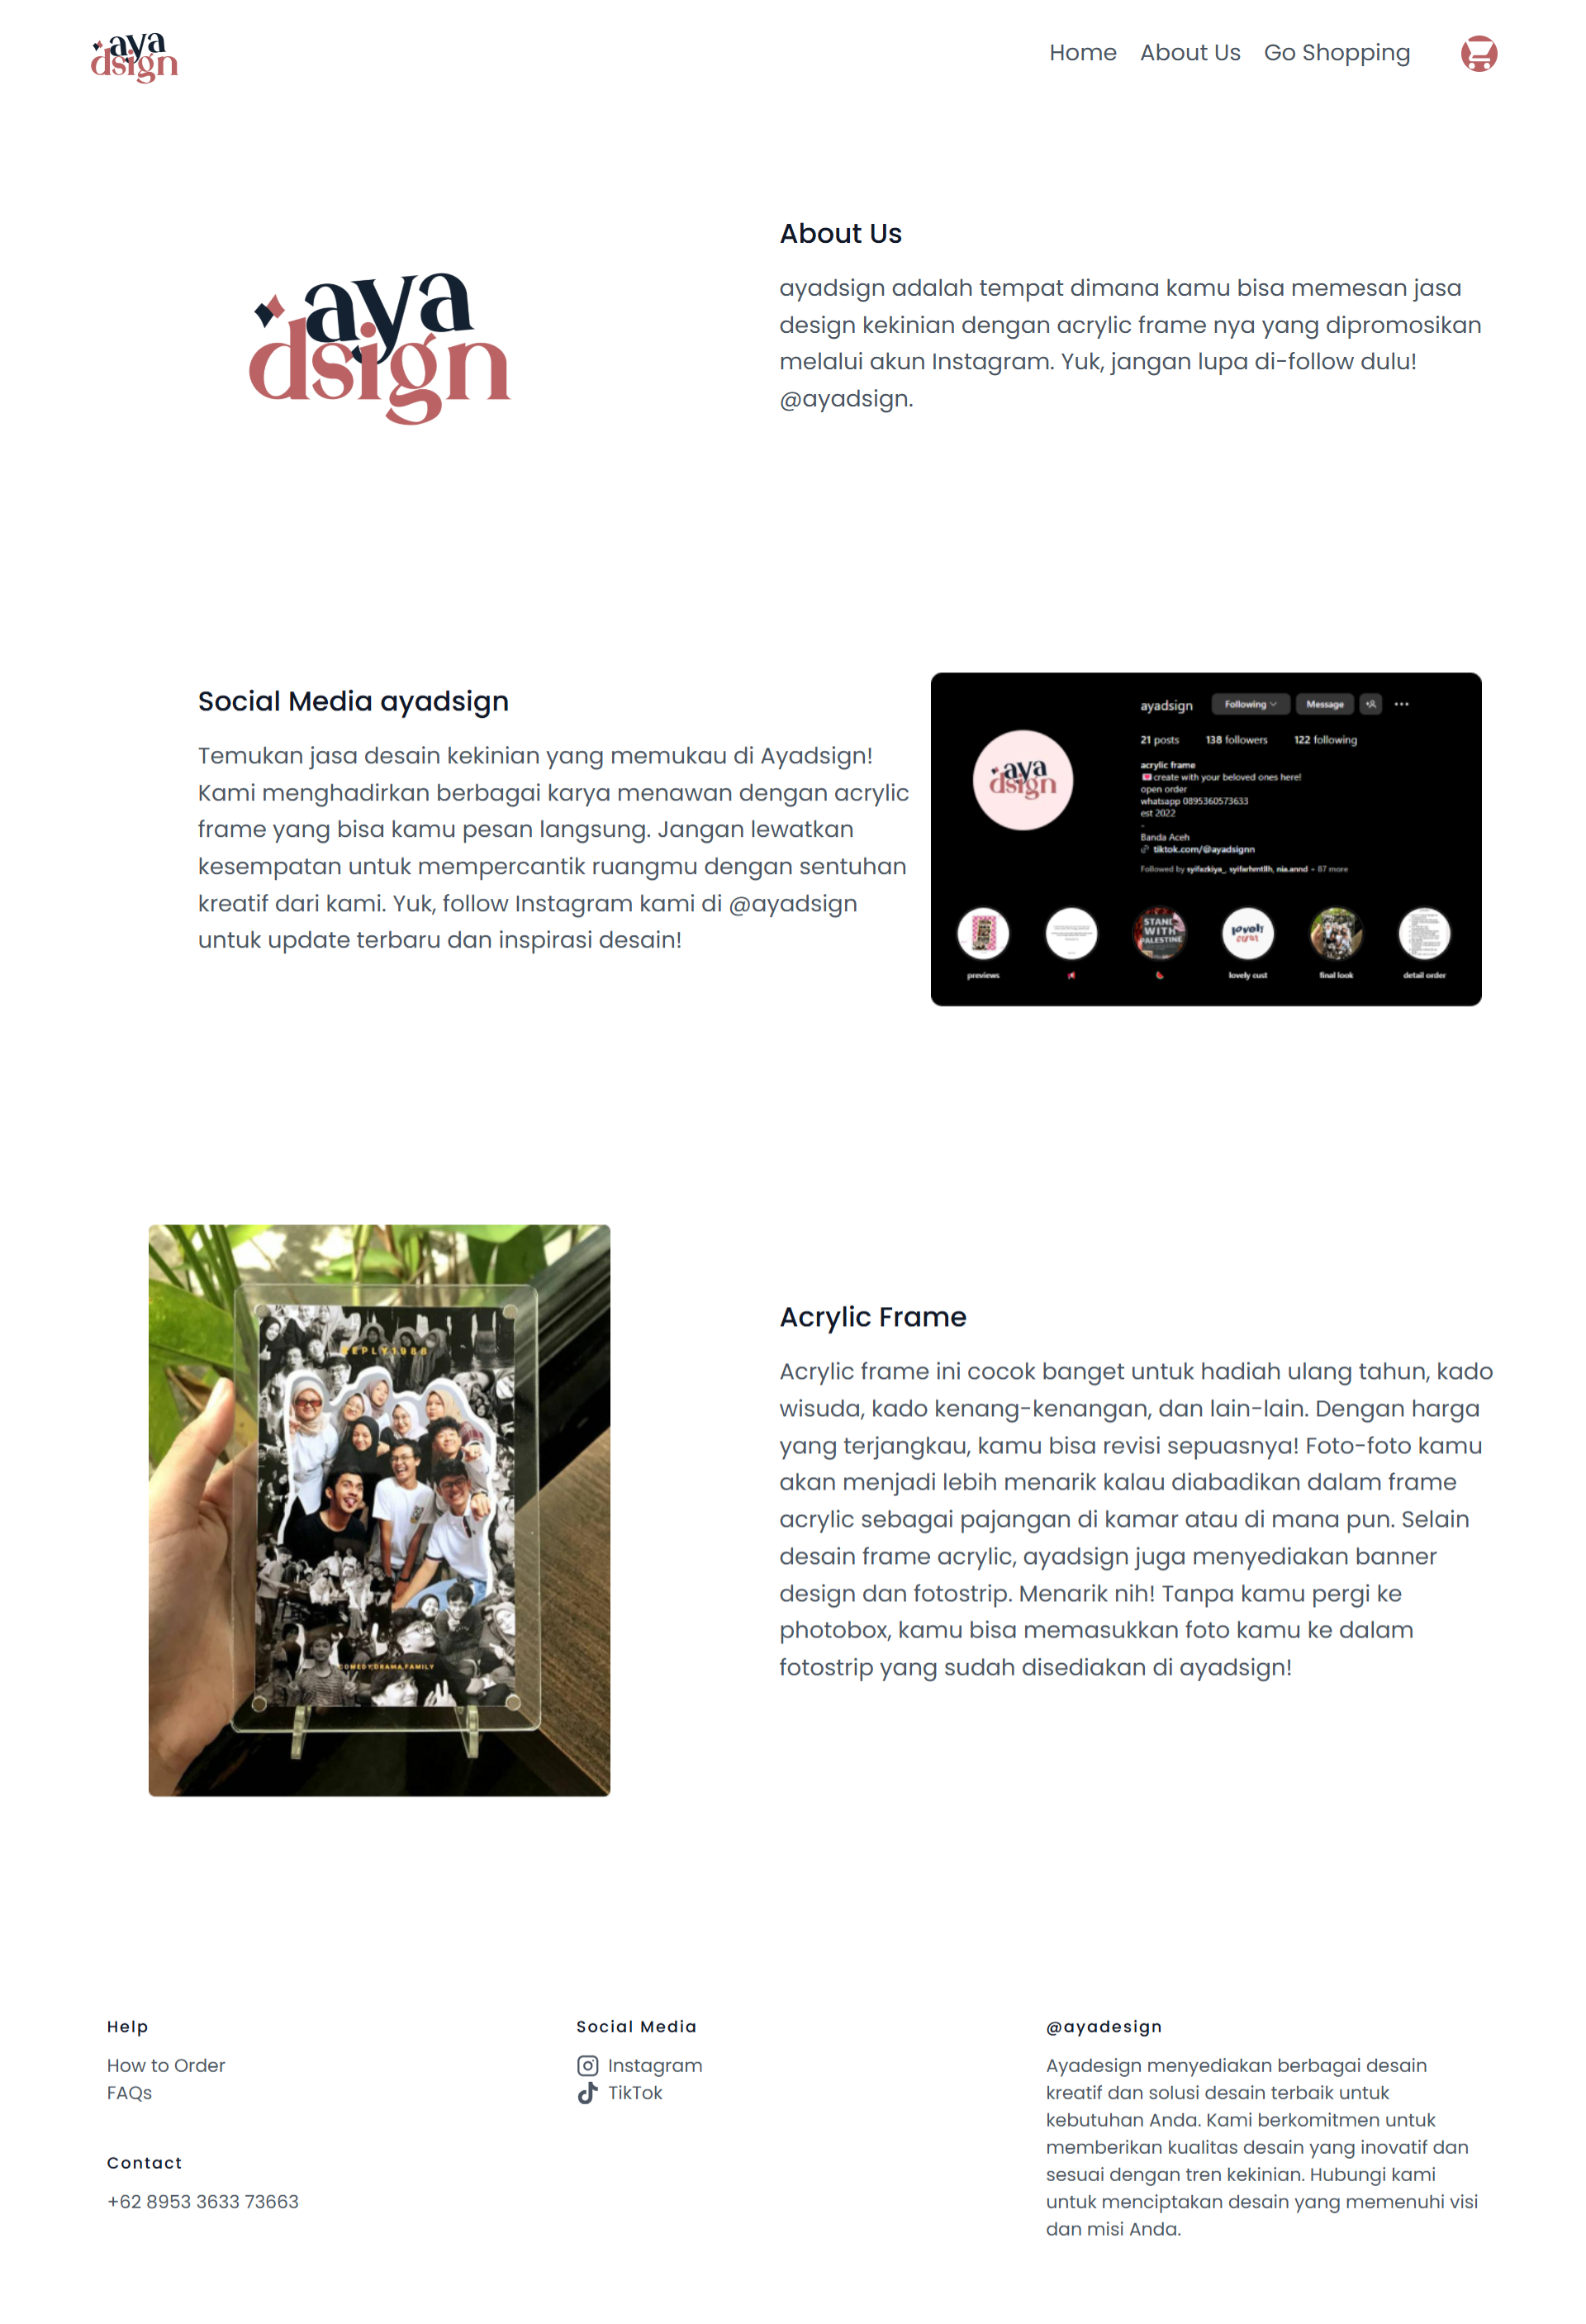 aya
dsign
Home About Us Go Shopping
aya
dsign
About Us
ayadsign adalah tempat dimana kamu bisa memesan jasa
design kekinian dengan acrylic frame nya yang dipromosikan
melalui akun Instagram. Yuk, jangan lupa di-follow dulu!
@ayadsign.
Social Media ayadsign
Temukan jasa desain kekinian yang memukau di Ayadsign!
Kami menghadirkan berbagai karya menawan dengan acrylic
frame yang bisa kamu pesan langsung. Jangan lewatkan
kesempatan untuk mempercantik ruangmu dengan sentuhan
kreatif dari kami. Yuk, follow Instagram kami di @ayadsign
untuk update terbaru dan inspirasi desain!
ayadsign Following Message
21 posts 138 followers 122 following
acrylic frame
create with your beloved ones here!
open order
whatsapp 0895360573633
est 2022
-
Banda Aceh
tiktok.com/@ayadsignn
Followed by syifazkiya_, syifarhmtllh, nia.annd + 87 more
aya
dsign
STAND
WITH
PALESTINE
lovely
cust
previews
lovely cust
final look
detail order
REPLY1988
COMEDY,DRAMA,FAMILY
Acrylic Frame
Acrylic frame ini cocok banget untuk hadiah ulang tahun, kado
wisuda, kado kenang-kenangan, dan lain-lain. Dengan harga
yang terjangkau, kamu bisa revisi sepuasnya! Foto-foto kamu
akan menjadi lebih menarik kalau diabadikan dalam frame
acrylic sebagai pajangan di kamar atau di mana pun. Selain
desain frame acrylic, ayadsign juga menyediakan banner
design dan fotostrip. Menarik nih! Tanpa kamu pergi ke
photobox, kamu bisa memasukkan foto kamu ke dalam
fotostrip yang sudah disediakan di ayadsign!
Help
How to Order
FAQs
Contact
+62 8953 3633 73663
Social Media
Instagram
TikTok
@ayadesign
Ayadesign menyediakan berbagai desain
kreatif dan solusi desain terbaik untuk
kebutuhan Anda. Kami berkomitmen untuk
memberikan kualitas desain yang inovatif dan
sesuai dengan tren kekinian. Hubungi kami
untuk menciptakan desain yang memenuhi visi
dan misi Anda.